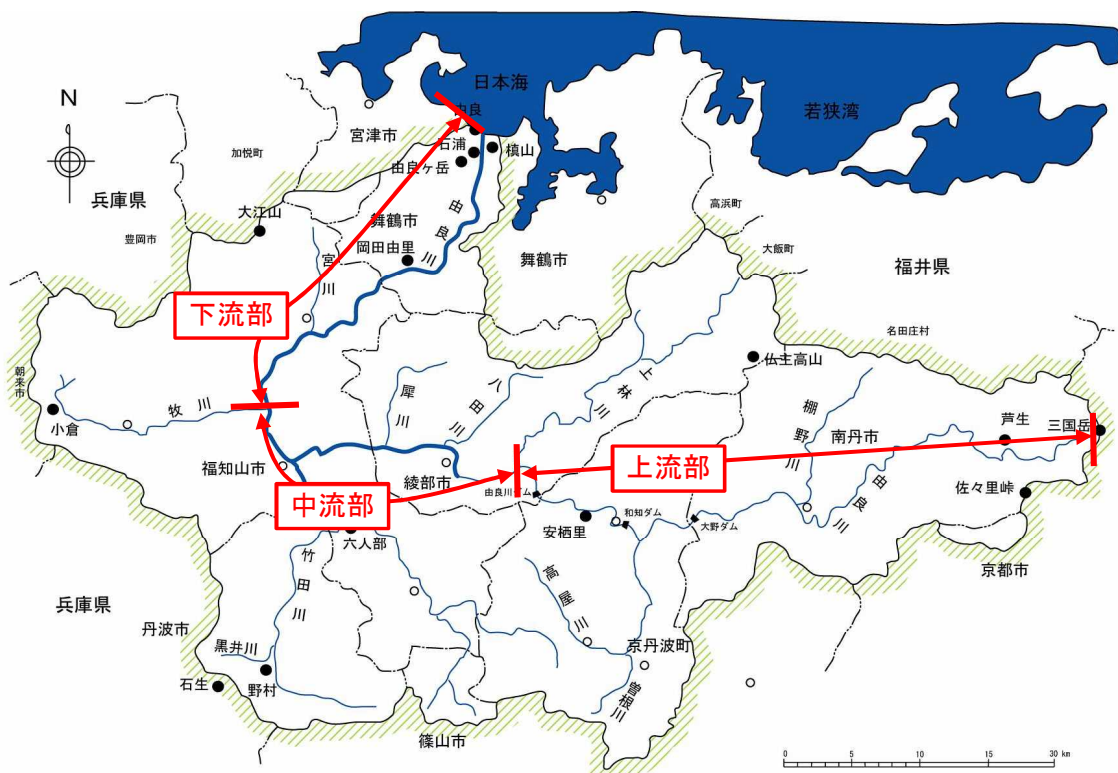 日本海
若狭湾
N
由良
宮津市
石浦
槙山
加悦町
由良ヶ岳
兵庫県
大江山
舞鶴市
由良川
高浜町
豊岡市
岡田由里
舞鶴市
大飯町
宮川
福井県
下流部
名田庄村
仏主高山
朝来市
上林川
八田川
犀川
棚野川
牧川
小倉
芦生
三国岳
南丹市
上流部
福知山市
綾部市
由良川
中流部
由良川ダム
佐々里峠
和知ダム
大野ダム
安栖里
六人部
竹田川
京都市
高屋川
兵庫県
丹波市
黒井川
京丹波町
野村
石生
曽根川
篠山市
0 5 10 15 20 30 km